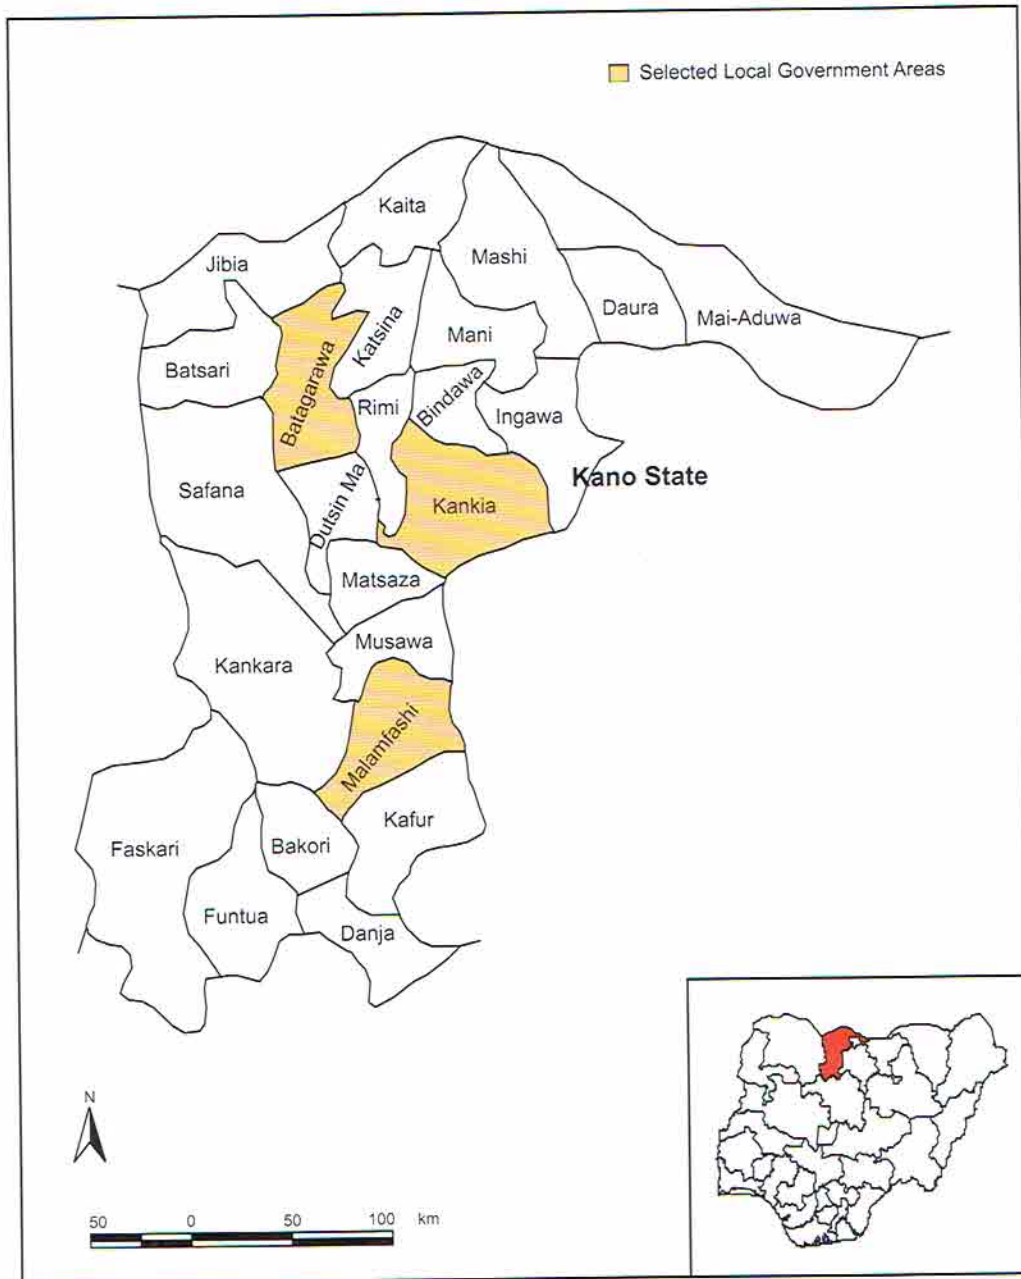 Selected Local Government Areas
Kaita
Jibia
Mashi
Daura
Mai-Aduwa
Katsina
Mani
Batsari
Batagarawa
Rimi
Bindawa
Ingawa
Kano State
Safana
Dutsin Ma
Kankia
Matsaza
Musawa
Kankara
Malamfashi
Kafur
Faskari
Bakori
Funtua
Danja
N
50 0 50 100 km